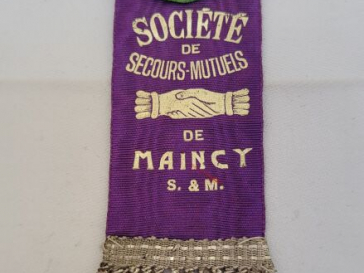 SOCIÉTÉ
DE
SECOURS-MUTUELS
DE
MAINCY
S. & M.